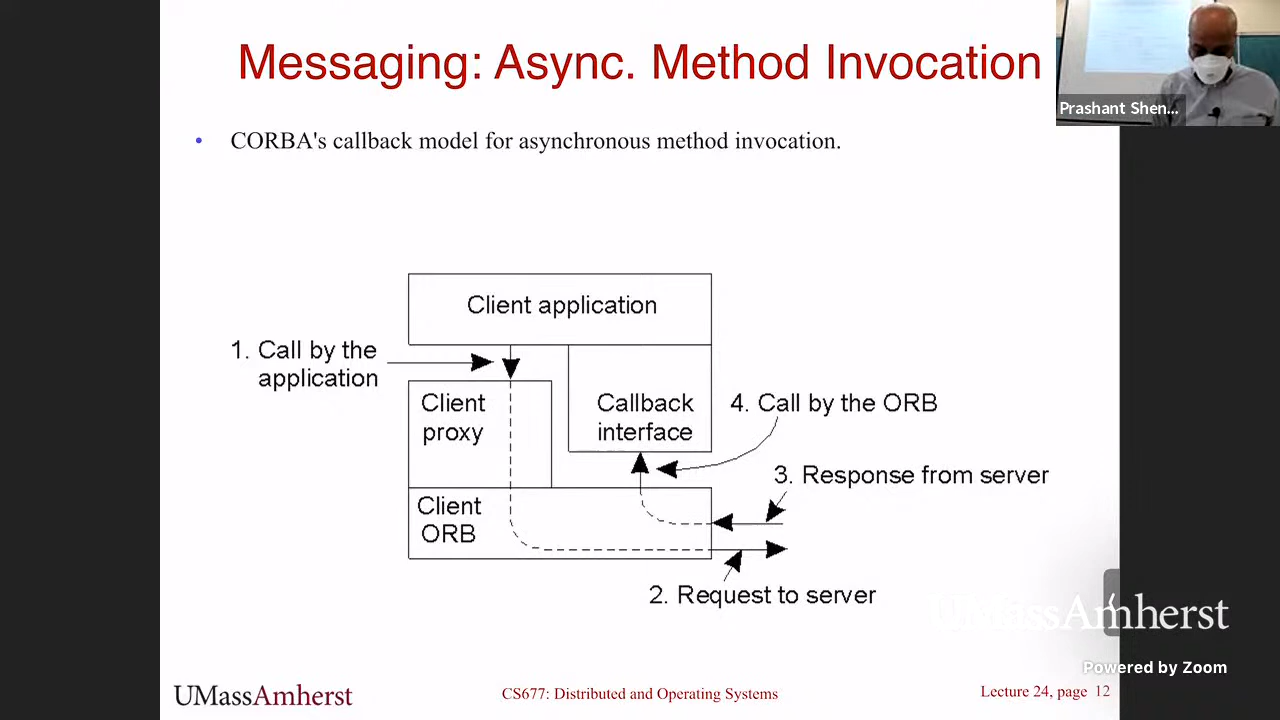 Messaging: Async. Method Invocation
Prashant Shen...
• CORBA's callback model for asynchronous method invocation.
Client application
1. Call by the
application
Client
proxy
Callback
interface
4. Call by the ORB
3. Response from server
Client
ORB
2. Request to server
UMassAmherst
Powered by Zoom
UMassAmherst
CS677: Distributed and Operating Systems
Lecture 24, page 12